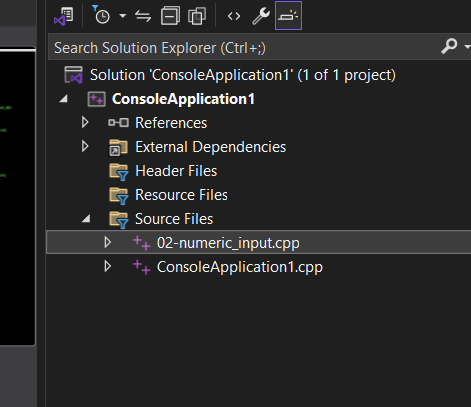 Search Solution Explorer (Ctrl+;)
Solution 'ConsoleApplication1' (1 of 1 project)
ConsoleApplication1
References
External Dependencies
Header Files
Resource Files
Source Files
02-numeric_input.cpp
ConsoleApplication1.cpp